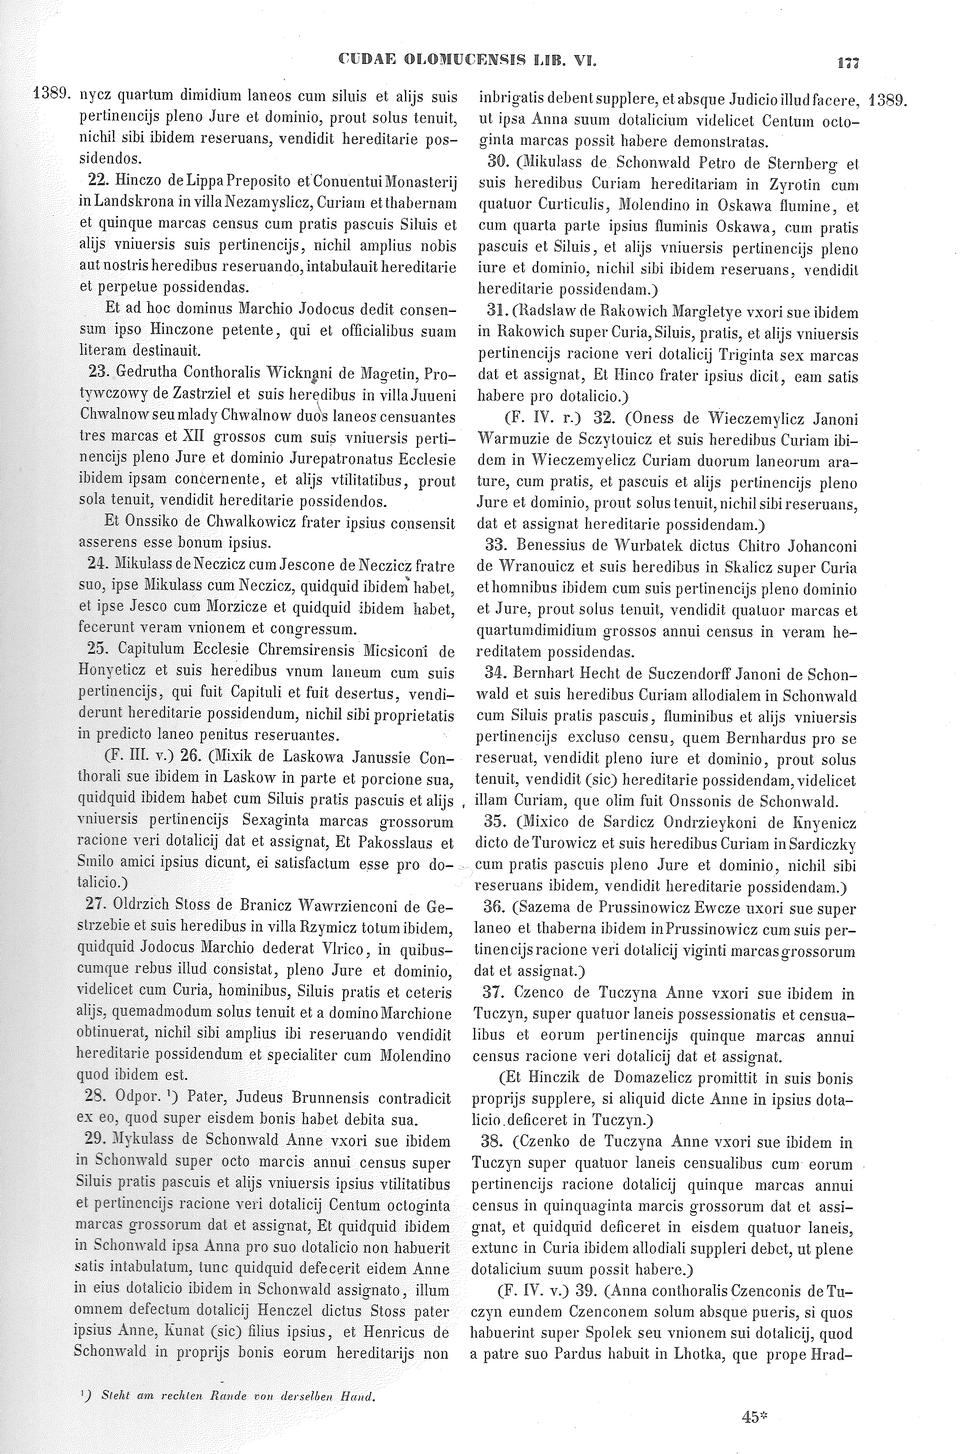 CUDAE OLOMUCENSIS LIB. VI.
177
1389.
nycz quartum dimidium laneos cum siluis et alijs suis
pertinencijs pleno Jure et dominio, prout solus tenuit,
nichil sibi ibidem reseruans, vendidit hereditarie pos-
sidendos.
22. Hinczo de Lippa Preposito et Conuentui Monasterij
in Landskrona in villa Nezamyslicz, Curiam et thabernam
et quinque marcas census cum pratis pascuis Siluis et
alijs vniuersis suis pertinencijs, nichil amplius nobis
aut nostris heredibus reseruando, intabulauit hereditarie
et perpetue possidendas.
Et ad hoc dominus Marchio Jodocus dedit consen-
sum ipso Hinczone petente, qui et officialibus suam
literam destinauit.
23. Gedrutha Conthoralis Wicknani de Magetin, Pro-
tywczowy de Zastrziel et suis heredibus in villa Juueni
Chwalnow seu mlady Chwalnow duos laneos censuantes
tres marcas et XII grossos cum suis vniuersis perti-
nencijs pleno Jure et dominio Jurepatronatus Ecclesie
ibidem ipsam concernente, et alijs vtilitatibus, prout
sola tenuit, vendidit hereditarie possidendos.
Et Onssiko de Chwalkowicz frater ipsius consensit
asserens esse bonum ipsius.
24. Mikulass de Neczicz cum Jescone de Neczicz fratre
suo, ipse Mikulass cum Neczicz, quidquid ibidem habet,
et ipse Jesco cum Morzicze et quidquid ibidem habet,
fecerunt veram vnionem et congressum.
25. Capitulum Ecclesie Chremsirensis Micsiconi de
Honyeticz et suis heredibus vnum laneum cum suis
pertinencijs, qui fuit Capituli et fuit desertus, vendi-
derunt hereditarie possidendum, nichil sibi proprietatis
in predicto laneo penitus reseruantes.
(F. III. v.) 26. (Mixik de Laskowa Janussie Con-
thorali sue ibidem in Laskow in parte et porcione sua,
quidquid ibidem habet cum Siluis pratis pascuis et alijs
vniuersis pertinencijs Sexaginta marcas grossorum
racione veri dotalicij dat et assignat, Et Pakosslaus et
Smilo amici ipsius dicunt, ei satisfactum esse pro do-
talicio.)
27. Oldrzich Stoss de Branicz Wawrzienconi de Ge-
strzebie et suis heredibus in villa Rzymicz totum ibidem,
quidquid Jodocus Marchio dederat Vlrico, in quibus-
cumque rebus illud consistat, pleno Jure et dominio,
videlicet cum Curia, hominibus, Siluis pratis et ceteris
alijs, quemadmodum solus tenuit et a domino Marchione
obtinuerat, nichil sibi amplius ibi reseruando vendidit
hereditarie possidendum et specialiter cum Molendino
quod ibidem est.
28. Odpor. ¹) Pater, Judeus Brunnensis contradicit
ex eo, quod super eisdem bonis habet debita sua.
29. Mykulass de Schonwald Anne vxori sue ibidem
in Schonwald super octo marcis annui census super
Siluis pratis pascuis et alijs vniuersis ipsius vtilitatibus
et pertinencijs racione veri dotalicij Centum octoginta
marcas grossorum dat et assignat, Et quidquid ibidem
in Schonwald ipsa Anna pro suo dotalicio non habuerit
satis intabulatum, tunc quidquid defecerit eidem Anne
in eius dotalicio ibidem in Schonwald assignato, illum
omnem defectum dotalicij Henczel dictus Stoss pater
ipsius Anne, Kunat (sic) filius ipsius, et Henricus de
Schonwald in proprijs bonis eorum hereditarijs non
inbrigatis debent supplere, et absque Judicio illud facere,
1389.
ut ipsa Anna suum dotalicium videlicet Centum octo-
ginta marcas possit habere demonstratas.
30. (Mikulass de Schonwald Petro de Sternberg et
suis heredibus Curiam hereditariam in Zyrotin cum
quatuor Curticulis, Molendino in Oskawa flumine, et
cum quarta parte ipsius fluminis Oskawa, cum pratis
pascuis et Siluis, et alijs vniuersis pertinencijs pleno
iure et dominio, nichil sibi ibidem reseruans, vendidit
hereditarie possidendam.)
31. (Radslaw de Rakowich Margletye vxori sue ibidem
in Rakowich super Curia, Siluis, pratis, et alijs vniuersis
pertinencijs racione veri dotalicij Triginta sex marcas
dat et assignat, Et Hinco frater ipsius dicit, eam satis
habere pro dotalicio.)
(F. IV. r.) 32. (Oness de Wieczemylicz Janoni
Warmuzie de Sczytouicz et suis heredibus Curiam ibi-
dem in Wieczemyelicz Curiam duorum laneorum ara-
ture, cum pratis, et pascuis et alijs pertinencijs pleno
Jure et dominio, prout solus tenuit, nichil sibi reseruans,
dat et assignat hereditarie possidendam.)
33. Benessius de Wurbatek dictus Chitro Johanconi
de Wranouicz et suis heredibus in Skalicz super Curia
et homnibus ibidem cum suis pertinencijs pleno dominio
et Jure, prout solus tenuit, vendidit quatuor marcas et
quartumdimidium grossos annui census in veram he-
reditatem possidendas.
34. Bernhart Hecht de Suczendorff Janoni de Schon-
wald et suis heredibus Curiam allodialem in Schonwald
cum Siluis pratis pascuis, fluminibus et alijs vniuersis
pertinencijs excluso censu, quem Bernhardus pro se
reseruat, vendidit pleno iure et dominio, prout solus
tenuit, vendidit (sic) hereditarie possidendam, videlicet
illam Curiam, que olim fuit Onssonis de Schonwald.
35. (Mixico de Sardicz Ondrzieykoni de Knyenicz
dicto de Turowicz et suis heredibus Curiam in Sardiczky
cum pratis pascuis pleno Jure et dominio, nichil sibi
reseruans ibidem, vendidit hereditarie possidendam.)
36. (Sazema de Prussinowicz Ewcze uxori sue super
laneo et thaberna ibidem in Prussinowicz cum suis per-
tinencijs racione veri dotalicij viginti marcas grossorum
dat et assignat.)
37. Czenco de Tuczyna Anne vxori sue ibidem in
Tuczyn, super quatuor laneis possessionatis et censua-
libus et eorum pertinencijs quinque marcas annui
census racione veri dotalicij dat et assignat.
(Et Hinczik de Domazelicz promittit in suis bonis
proprijs supplere, si aliquid dicte Anne in ipsius dota-
licio deficeret in Tuczyn.)
38. (Czenko de Tuczyna Anne vxori sue ibidem in
Tuczyn super quatuor laneis censualibus cum eorum
pertinencijs racione dotalicij quinque marcas annui
census in quinquaginta marcis grossorum dat et assi-
gnat, et quidquid deficeret in eisdem quatuor laneis,
extunc in Curia ibidem allodiali suppleri debet, ut plene
dotalicium suum possit habere.)
(F. IV. v.) 39. (Anna conthoralis Czenconis de Tu-
czyn eundem Czenconem solum absque pueris, si quos
habuerint super Spolek seu vnionem sui dotalicij, quod
a patre suo Pardus habuit in Lhotka, que prope Hrad-
¹) Steht am rechten Rande von derselben Hand.
45*